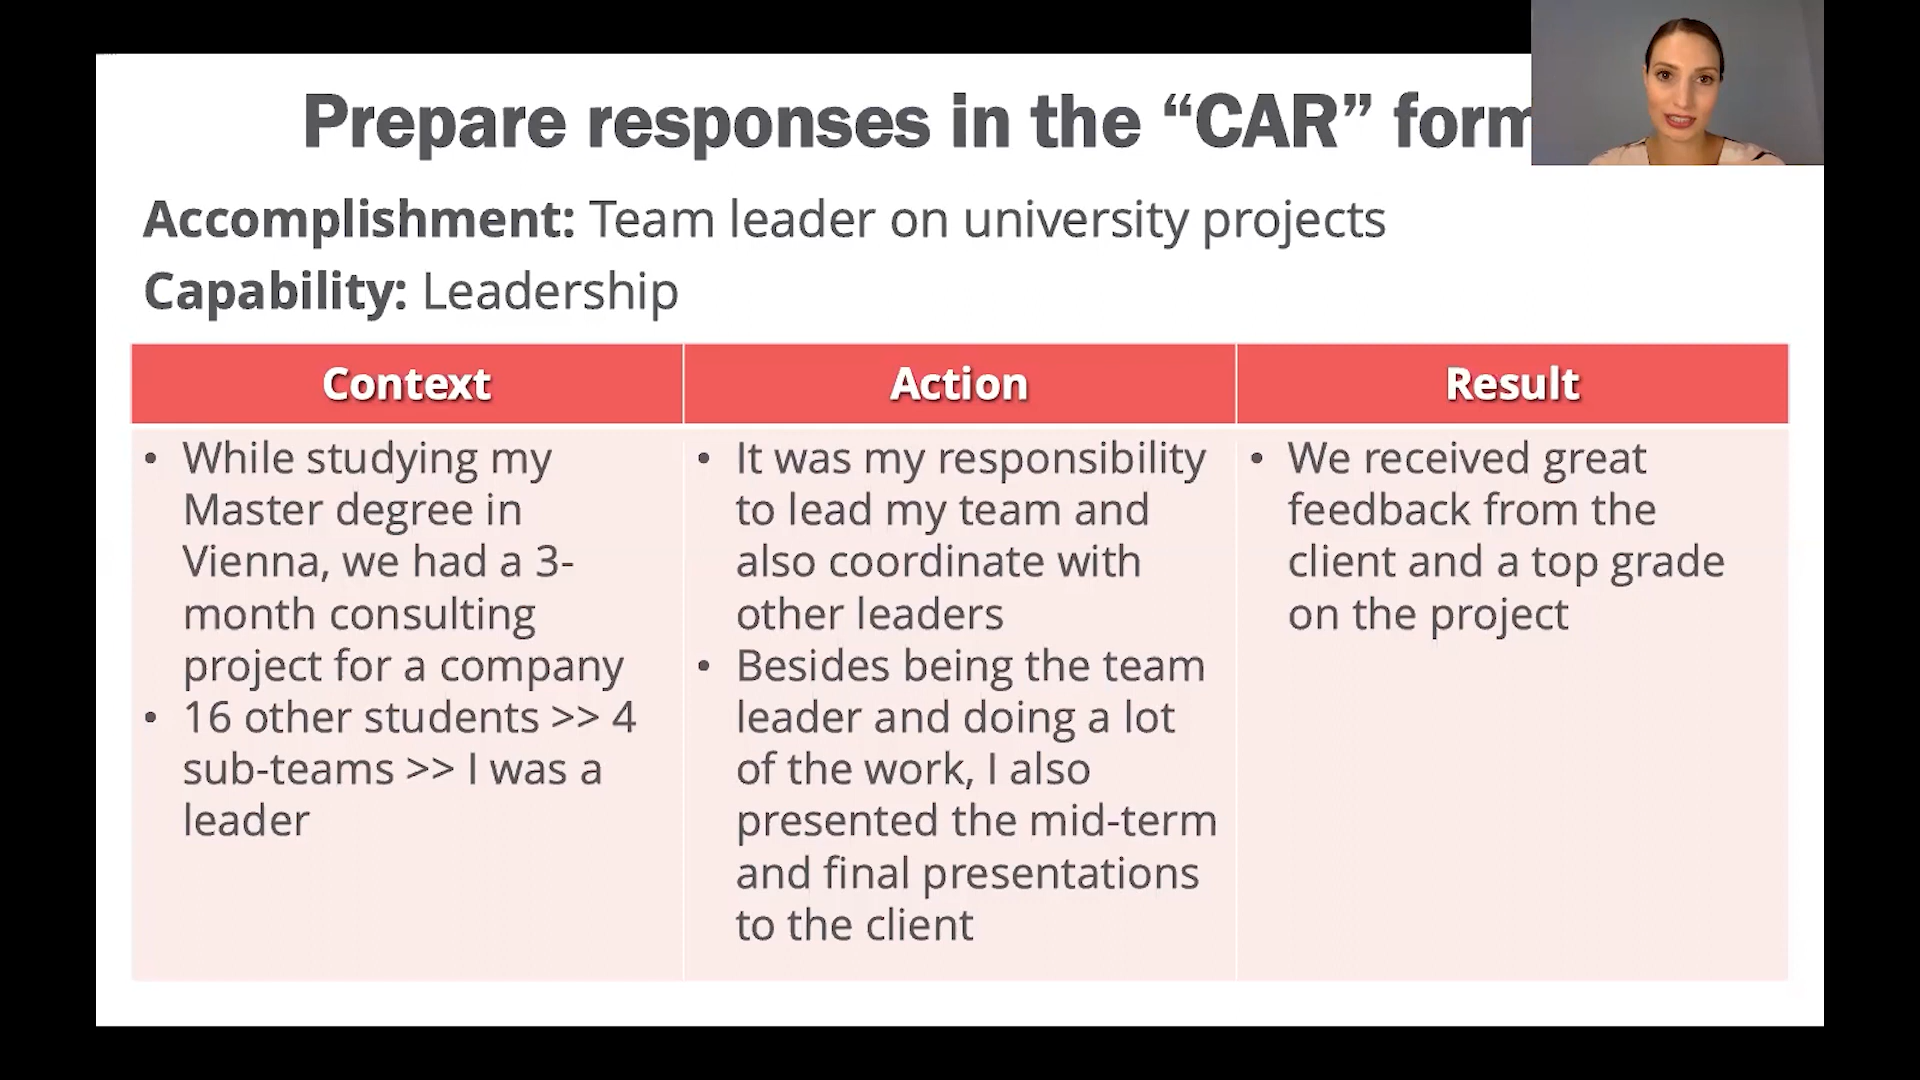 Prepare responses in the “CAR” form
Accomplishment: Team leader on university projects
Capability: Leadership
Context
Action
Result
• While studying my
Master degree in
Vienna, we had a 3-
month consulting
project for a company
• 16 other students >> 4
sub-teams >> I was a
leader
• It was my responsibility
to lead my team and
also coordinate with
other leaders
• Besides being the team
leader and doing a lot
of the work, I also
presented the mid-term
and final presentations
to the client
• We received great
feedback from the
client and a top grade
on the project